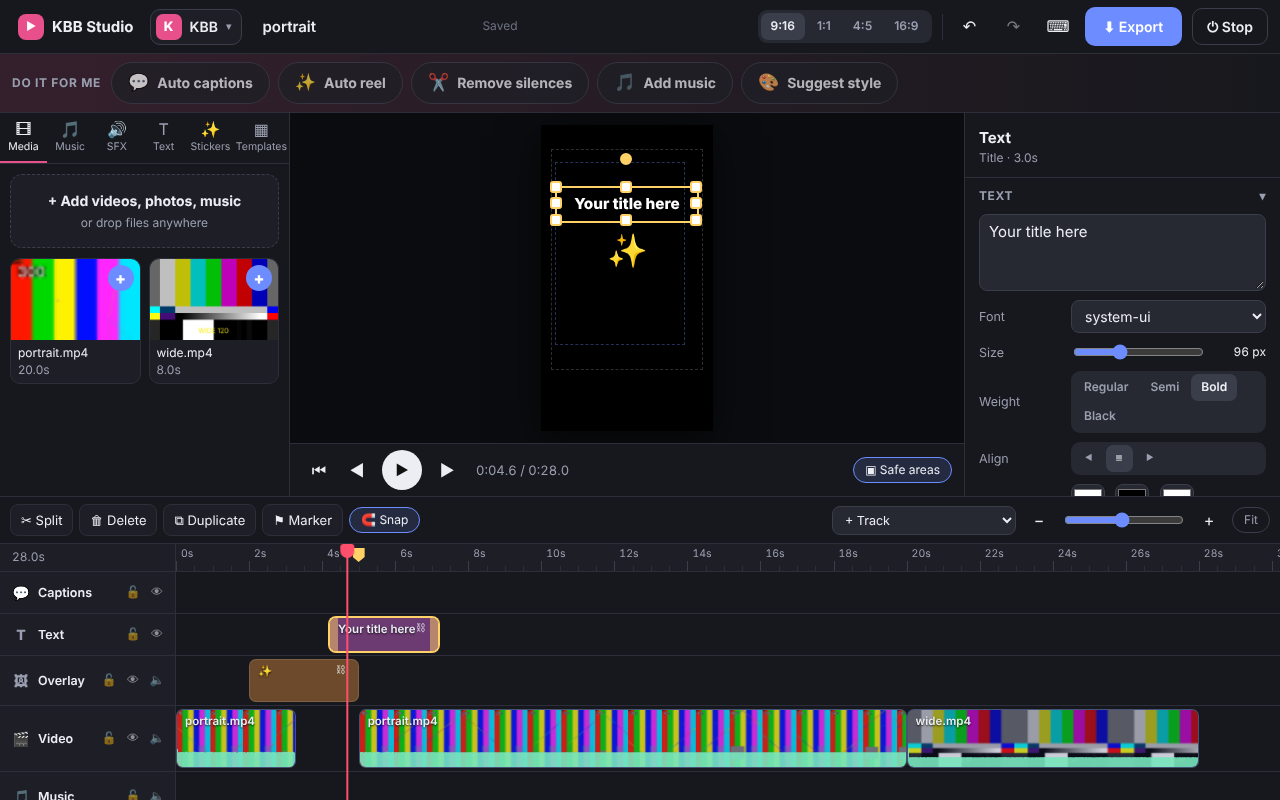 KBB Studio
K KBB
portrait
Saved
9:16 1:1 4:5 16:9
Export
Stop
DO IT FOR ME
Auto captions
Auto reel
Remove silences
Add music
Suggest style
Media Music SFX Text Stickers Templates
+ Add videos, photos, music
or drop files anywhere
portrait.mp4
20.0s
WIDE 120
wide.mp4
8.0s
Your title here
0:04.6 / 0:28.0
Safe areas
Text
Title · 3.0s
TEXT
Your title here
Font system-ui
Size 96 px
Weight Regular Semi Bold
Black
Align
Split Delete Duplicate Marker Snap
+ Track
− + Fit
28.0s
0s 2s 4s 6s 8s 10s 12s 14s 16s 18s 20s 22s 24s 26s 28s
Captions
T Text
Your title here
Overlay
Video
portrait.mp4 portrait.mp4 wide.mp4
Music